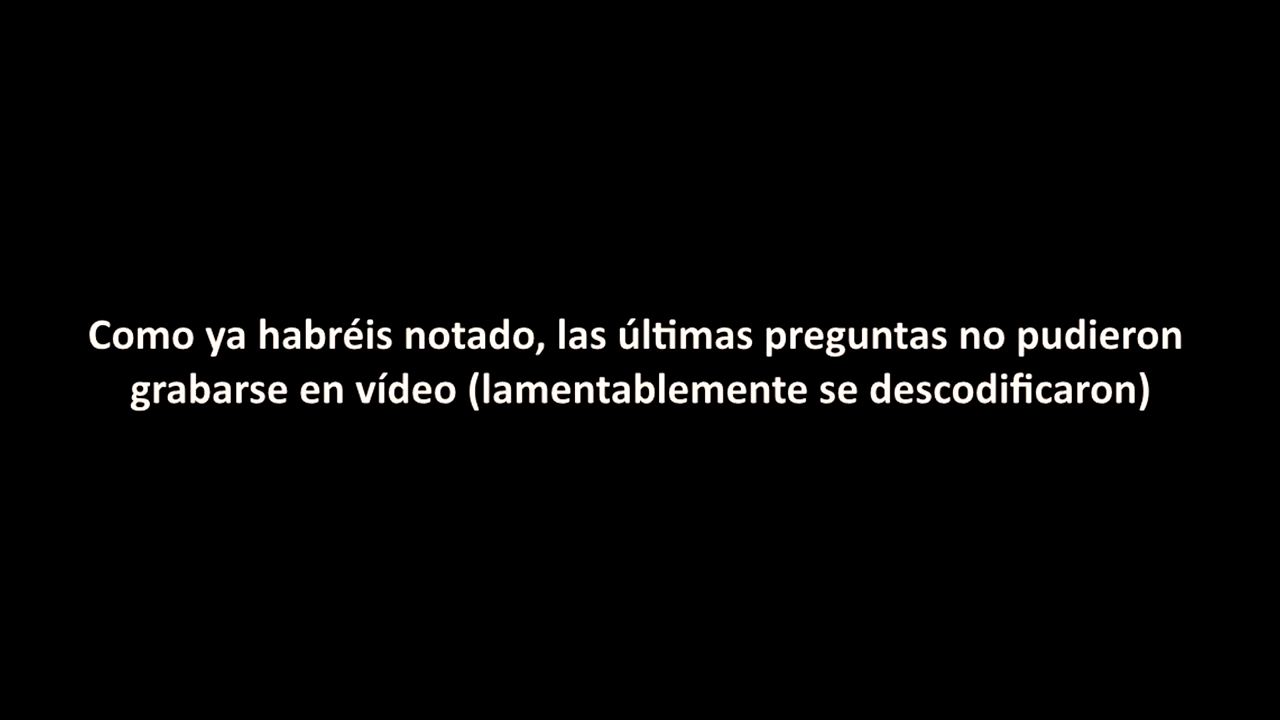 Como ya habréis notado, las últimas preguntas no pudieron
grabarse en vídeo (lamentablemente se descodificaron)